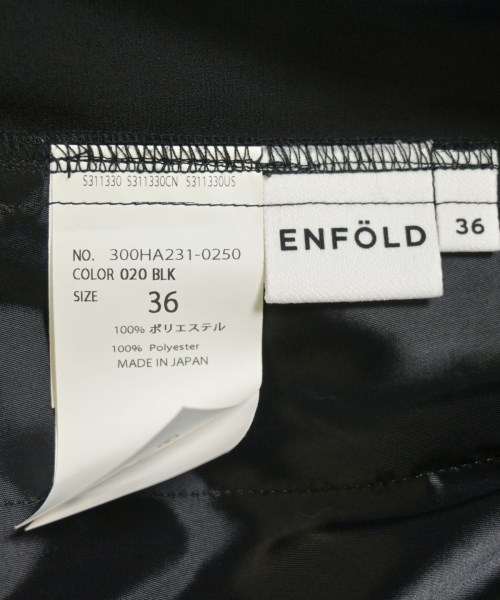 S311330 S311330CN S311330US
NO. 300HA231-0250
COLOR 020 BLK
SIZE 36
100% ポリエステル
100% Polyester
MADE IN JAPAN
ENFÖLD
36